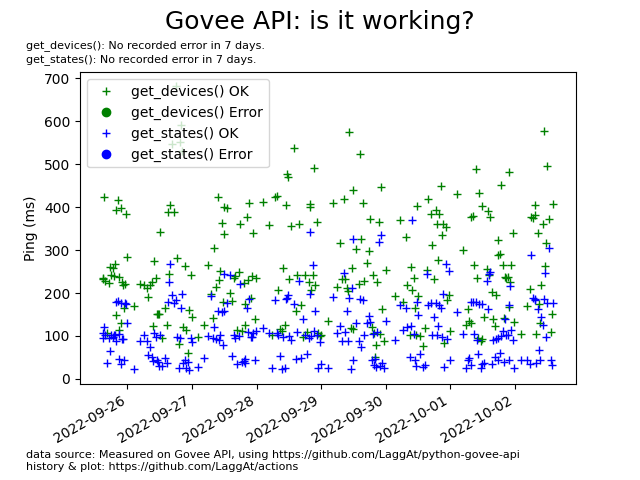 Govee API: is it working?
get_devices(): No recorded error in 7 days.
get_states(): No recorded error in 7 days.
700
600
500
400
300
200
100
0
Ping (ms)
get_devices() OK
get_devices() Error
get_states() OK
get_states() Error
2022-09-26
2022-09-27
2022-09-28
2022-09-29
2022-09-30
2022-10-01
2022-10-02
data source: Measured on Govee API, using https://github.com/LaggAt/python-govee-api
history & plot: https://github.com/LaggAt/actions